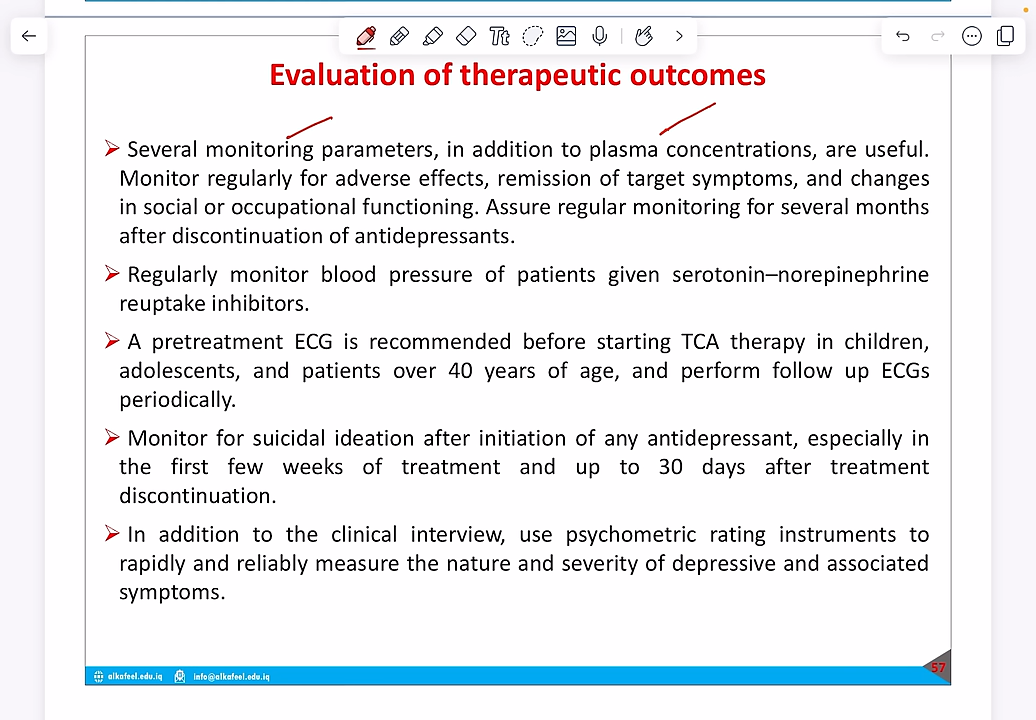 Tt
Evaluation of therapeutic outcomes
Several monitoring parameters, in addition to plasma concentrations, are useful.
Monitor regularly for adverse effects, remission of target symptoms, and changes
in social or occupational functioning. Assure regular monitoring for several months
after discontinuation of antidepressants.
Regularly monitor blood pressure of patients given serotonin–norepinephrine
reuptake inhibitors.
A pretreatment ECG is recommended before starting TCA therapy in children,
adolescents, and patients over 40 years of age, and perform follow up ECGs
periodically.
Monitor for suicidal ideation after initiation of any antidepressant, especially in
the first few weeks of treatment and up to 30 days after treatment
discontinuation.
In addition to the clinical interview, use psychometric rating instruments to
rapidly and reliably measure the nature and severity of depressive and associated
symptoms.
alkafeel.edu.iq info@alkafeel.edu.iq 57